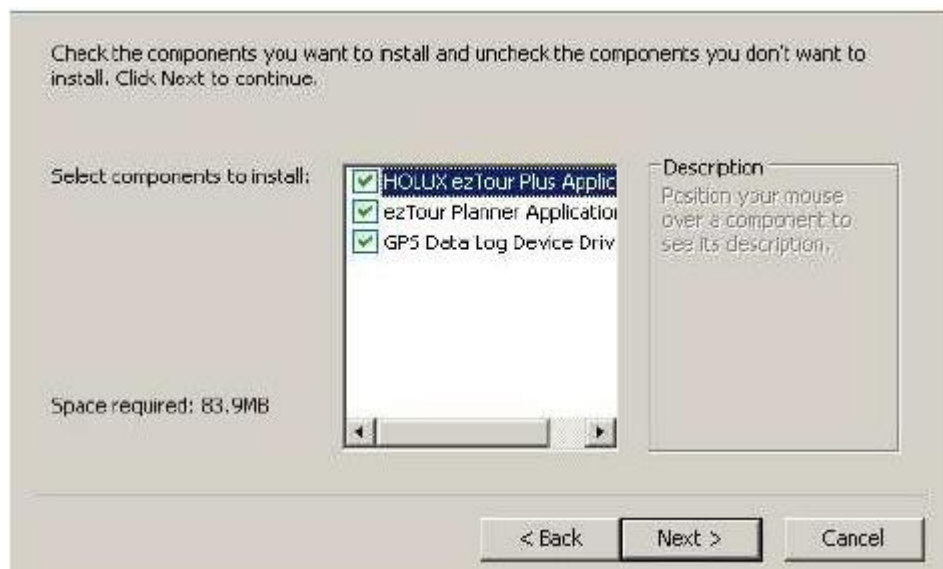 Check the components you want to install and uncheck the components you don't want to
install. Click Next to continue.
Select components to install:
HOLUX ezTour Plus Applic
ezTour Planner Application
GPS Data Log Device Driv
Description
Position your mouse
over a component to
see its description.
Space required: 83.9MB
< Back
Next >
Cancel